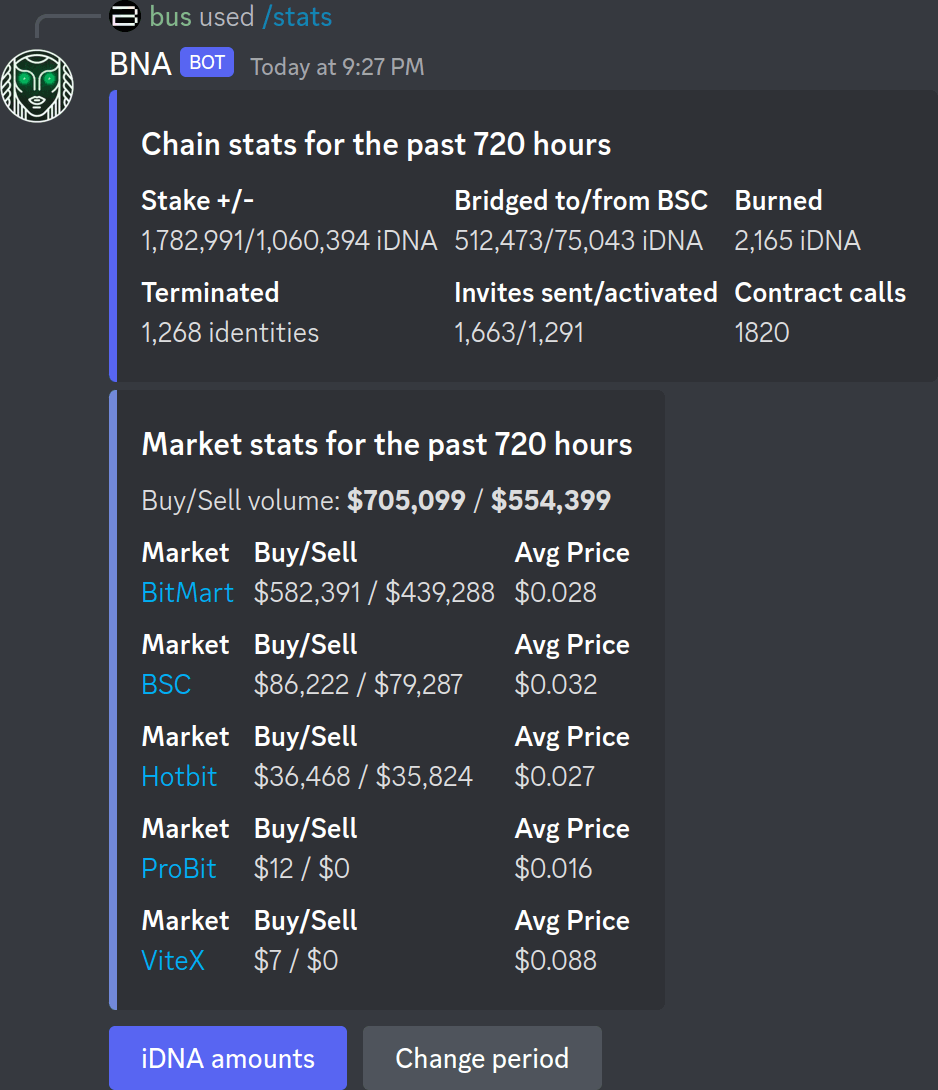 bus used /stats
BNA BOT Today at 9:27 PM
Chain stats for the past 720 hours
Stake +/- Bridged to/from BSC Burned
1,782,991/1,060,394 iDNA 512,473/75,043 iDNA 2,165 iDNA
Terminated Invites sent/activated Contract calls
1,268 identities 1,663/1,291 1820
Market stats for the past 720 hours
Buy/Sell volume: $705,099 / $554,399
Market Buy/Sell Avg Price
BitMart $582,391 / $439,288 $0.028
Market Buy/Sell Avg Price
BSC $86,222 / $79,287 $0.032
Market Buy/Sell Avg Price
Hotbit $36,468 / $35,824 $0.027
Market Buy/Sell Avg Price
ProBit $12 / $0 $0.016
Market Buy/Sell Avg Price
ViteX $7 / $0 $0.088
iDNA amounts Change period